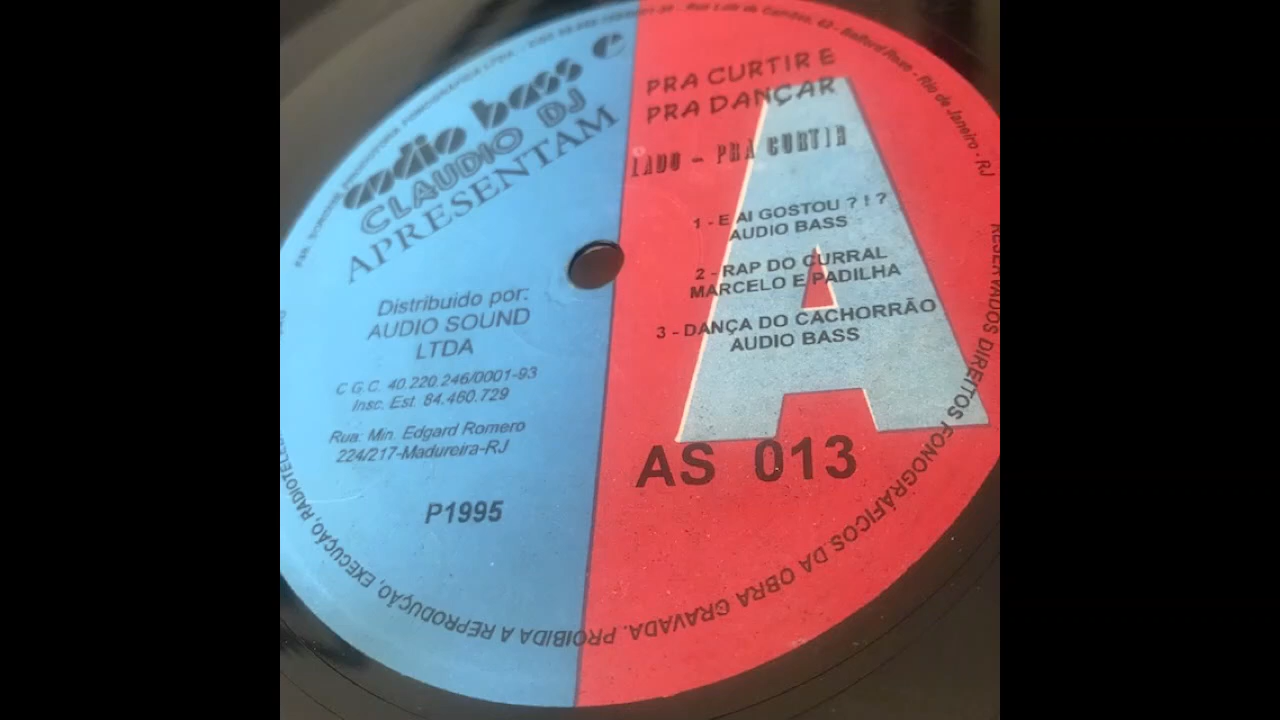 audio bass e
CLAUDIO DJ
APRESENTAM
Distribuido por:
AUDIO SOUND
LTDA
C.G.C. 40.220.246/0001-93
Insc. Est. 84.460.729
Rua: Min. Edgard Romero
224/217-Madureira-RJ
P1995
PRA CURTIR E
PRA DANÇAR
LADO - PRA CURTIR
A
1 - E AI GOSTOU ? ! ?
AUDIO BASS
2 - RAP DO CURRAL
MARCELO E PADILHA
3 - DANÇA DO CACHORRÃO
AUDIO BASS
AS 013
Belford Roxo - Rio de Janeiro - RJ
RESERVADOS DIREITOS FONOGRÁFICOS DA OBRA GRAVADA. PROIBIDA A REPRODUÇÃO, EXECUÇÃO,